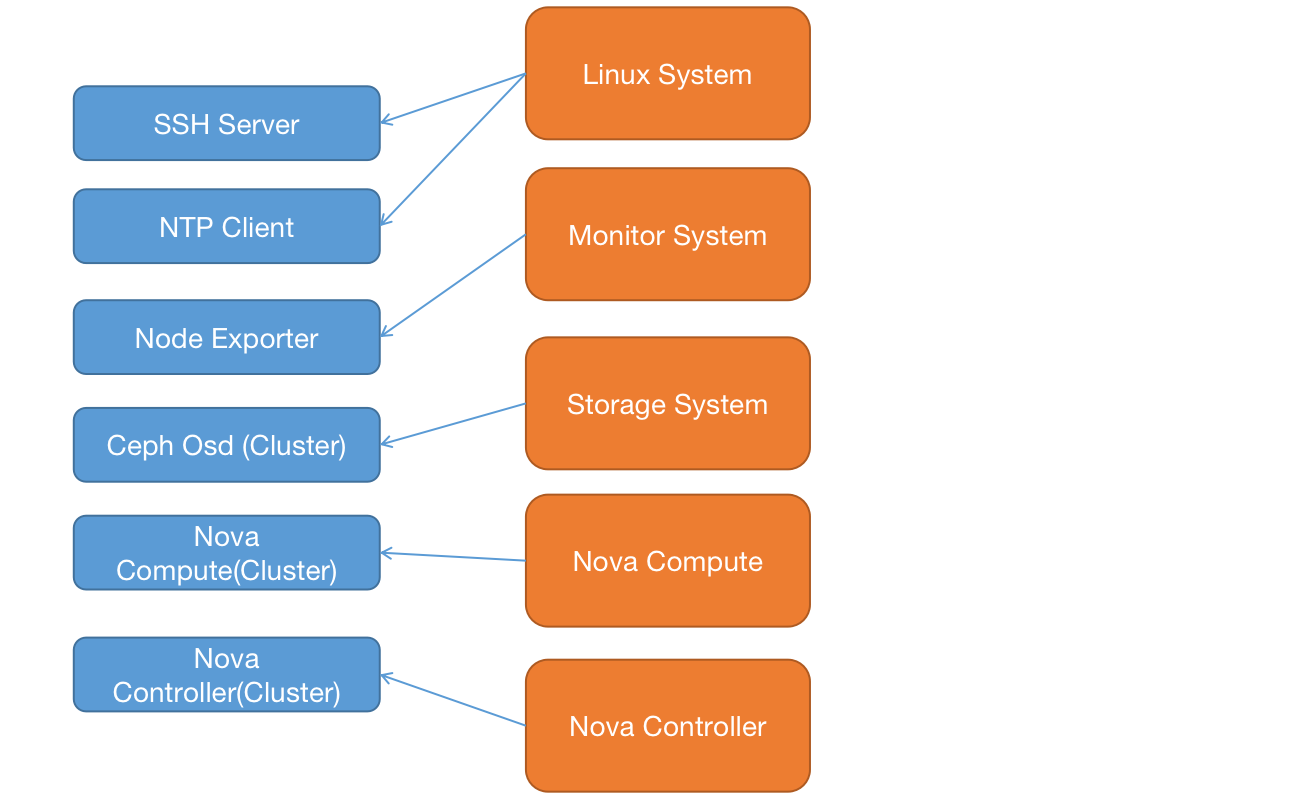 Linux System
SSH Server
NTP Client
Monitor System
Node Exporter
Storage System
Ceph Osd (Cluster)
Nova
Compute(Cluster)
Nova Compute
Nova
Controller(Cluster)
Nova Controller